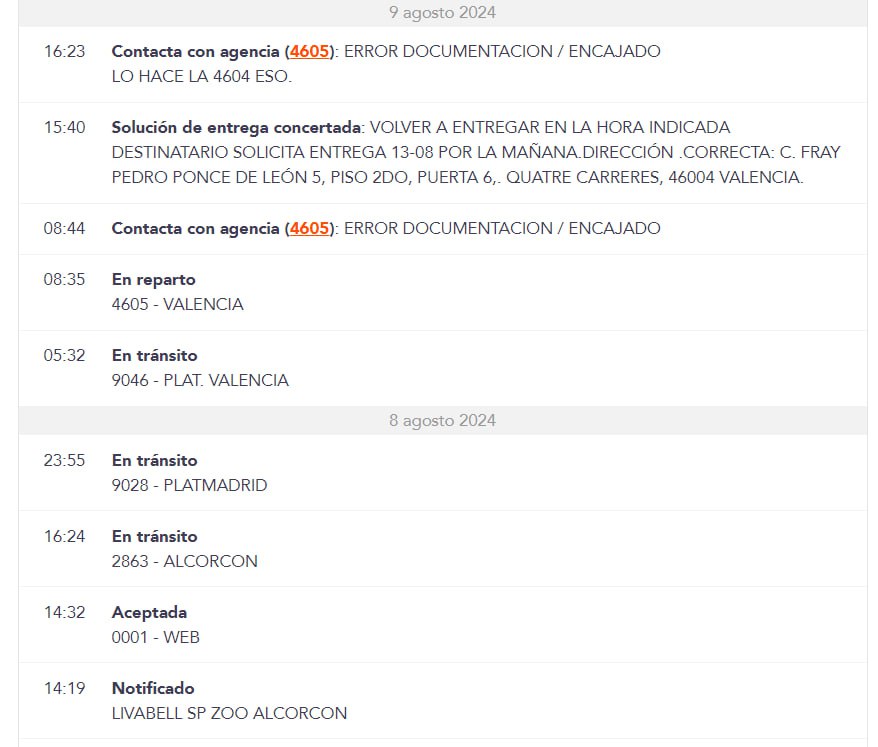 9 agosto 2024
16:23 Contacta con agencia (4605): ERROR DOCUMENTACION / ENCAJADO
LO HACE LA 4604 ESO.
15:40 Solución de entrega concertada: VOLVER A ENTREGAR EN LA HORA INDICADA
DESTINATARIO SOLICITA ENTREGA 13-08 POR LA MAÑANA.DIRECCIÓN .CORRECTA: C. FRAY
PEDRO PONCE DE LEÓN 5, PISO 2DO, PUERTA 6,. QUATRE CARRERES, 46004 VALENCIA.
08:44 Contacta con agencia (4605): ERROR DOCUMENTACION / ENCAJADO
08:35 En reparto
4605 - VALENCIA
05:32 En tránsito
9046 - PLAT. VALENCIA
8 agosto 2024
23:55 En tránsito
9028 - PLATMADRID
16:24 En tránsito
2863 - ALCORCON
14:32 Aceptada
0001 - WEB
14:19 Notificado
LIVABELL SP ZOO ALCORCON